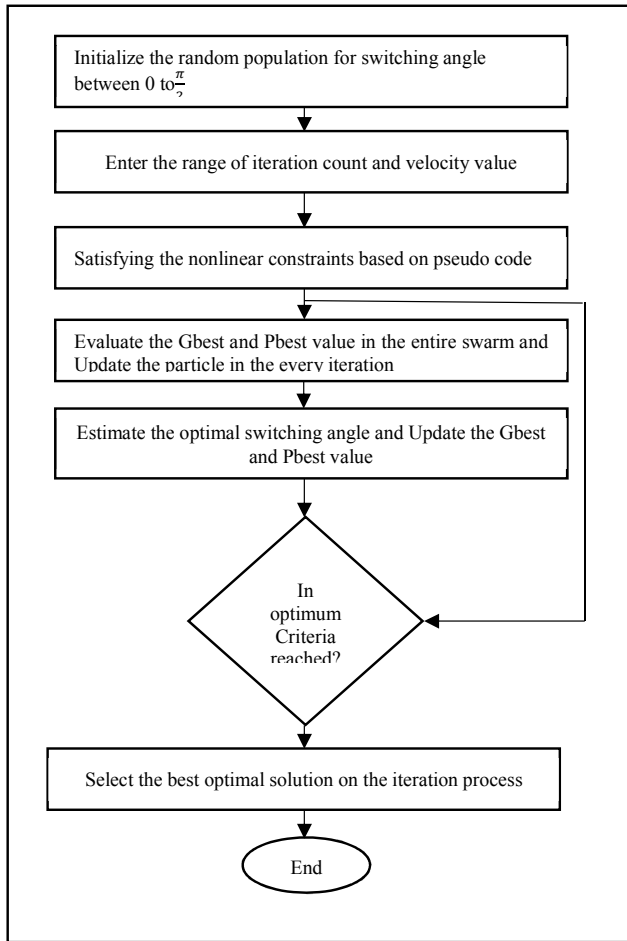 Initialize the random population for switching angle
between 0 to π
Enter the range of iteration count and velocity value
Satisfying the nonlinear constraints based on pseudo code
Evaluate the Gbest and Pbest value in the entire swarm and
Update the particle in the every iteration
Estimate the optimal switching angle and Update the Gbest
and Pbest value
In
optimum
Criteria
reached?
Select the best optimal solution on the iteration process
End